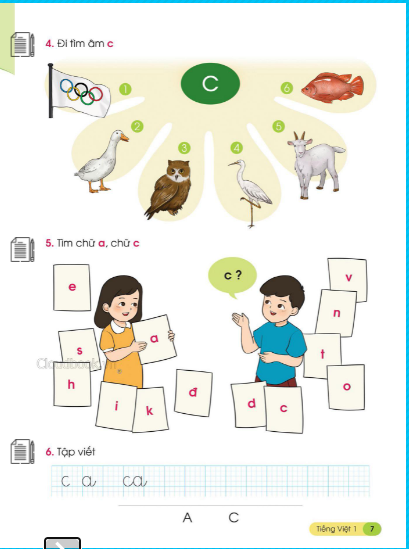 4. Đi tìm âm c
C
1
2
3
4
5
6
5. Tìm chữ a, chữ c
c ?
e
v
n
s
a
t
h
i
k
đ
d
c
o
6. Tập viết
c a ca
A C
Tiếng Việt 1 7